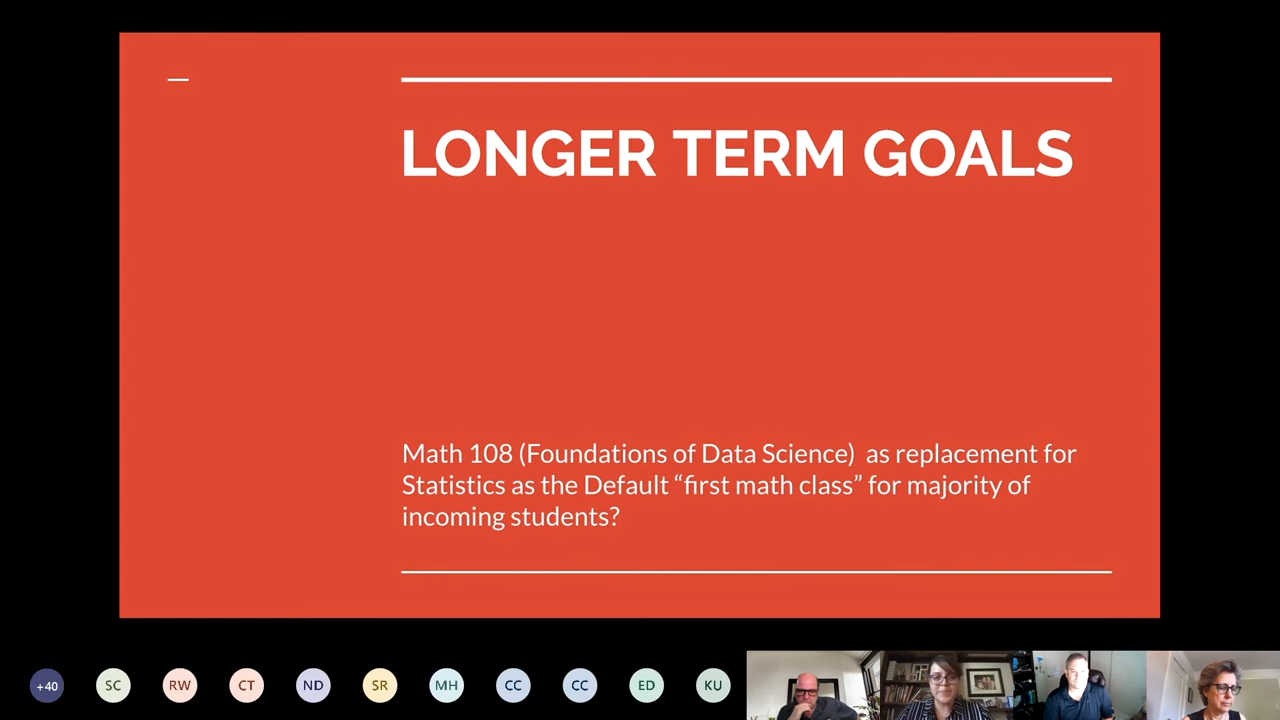 LONGER TERM GOALS
Math 108 (Foundations of Data Science)  as replacement for
Statistics as the Default “first math class” for majority of
incoming students?
+40
SC
RW
CT
ND
SR
MH
CC
CC
ED
KU